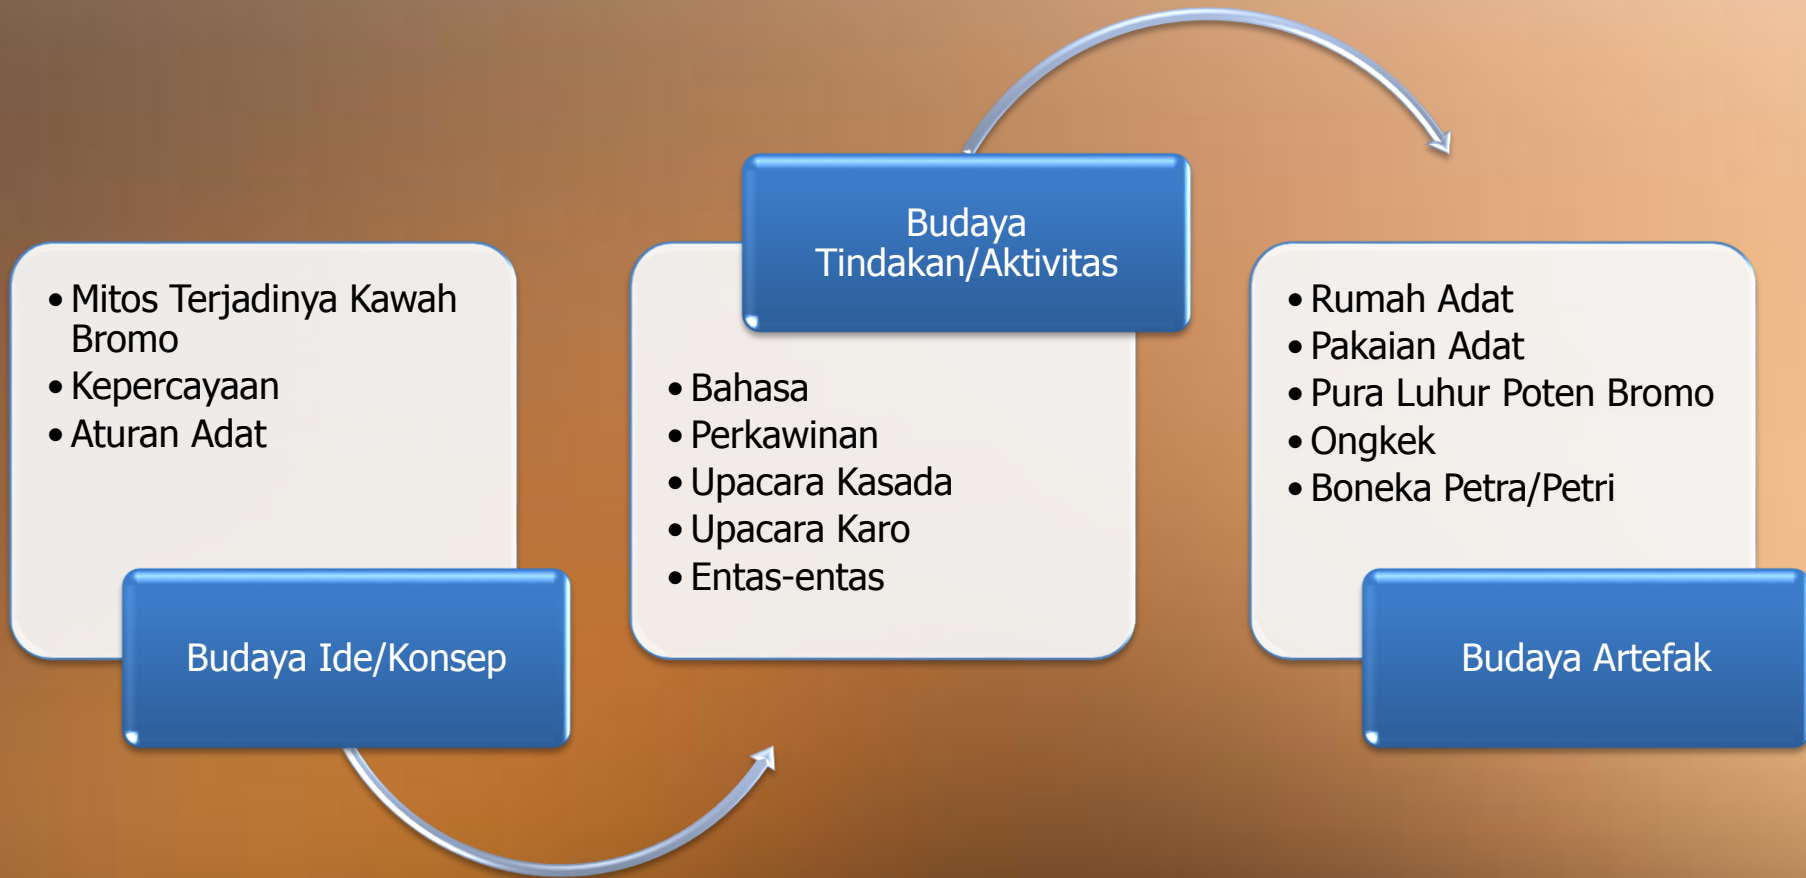 • Mitos Terjadinya Kawah
Bromo
• Kepercayaan
• Aturan Adat
Budaya Ide/Konsep
Budaya
Tindakan/Aktivitas
• Bahasa
• Perkawinan
• Upacara Kasada
• Upacara Karo
• Entas-entas
• Rumah Adat
• Pakaian Adat
• Pura Luhur Poten Bromo
• Ongkek
• Boneka Petra/Petri
Budaya Artefak